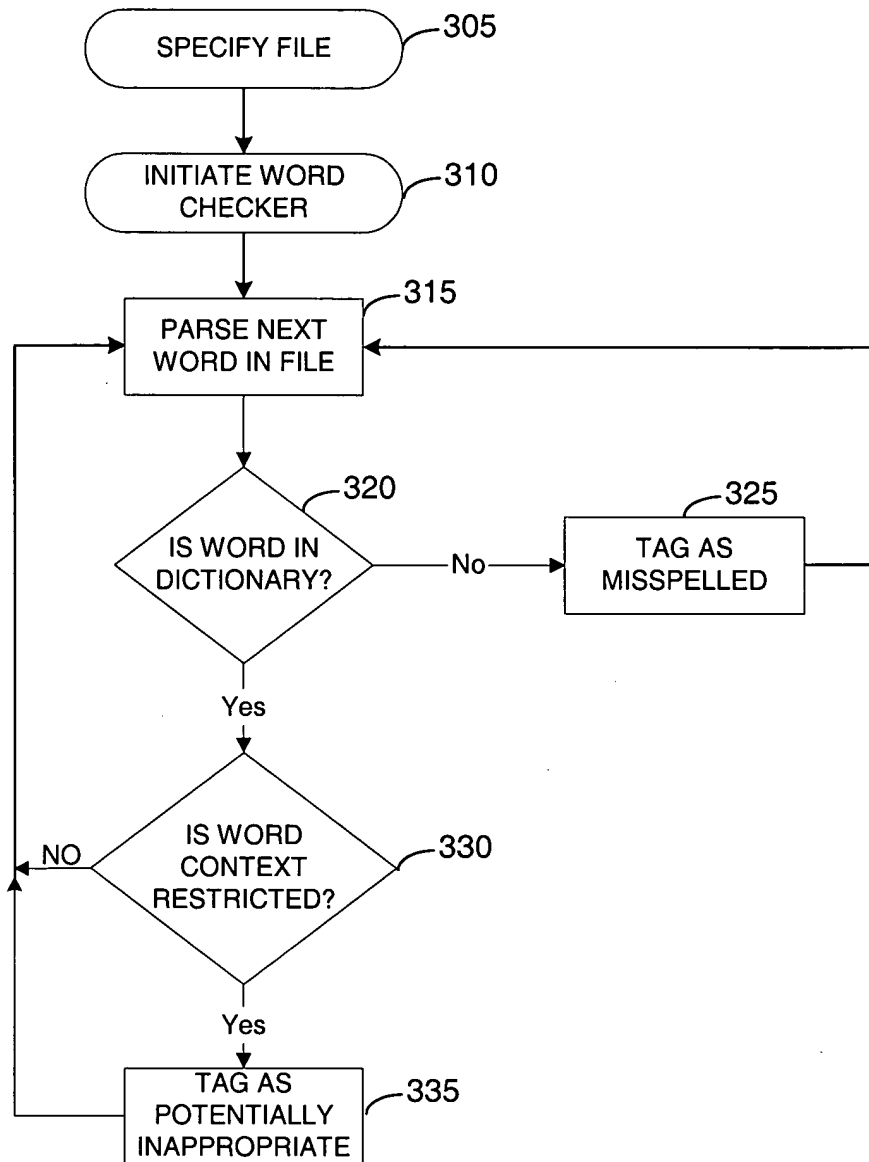 SPECIFY FILE
305
INITIATE WORD
CHECKER
310
315
PARSE NEXT
WORD IN FILE
320
IS WORD IN
DICTIONARY?
No
325
TAG AS
MISSPELLED
Yes
IS WORD
CONTEXT
RESTRICTED?
330
NO
Yes
TAG AS
POTENTIALLY
INAPPROPRIATE
335